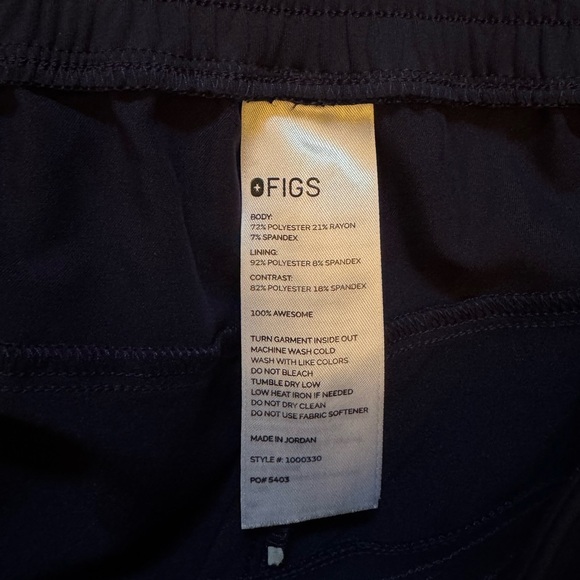 FIGS
BODY:
72% POLYESTER 21% RAYON
7% SPANDEX
LINING:
92% POLYESTER 8% SPANDEX
CONTRAST:
82% POLYESTER 18% SPANDEX
100% AWESOME
TURN GARMENT INSIDE OUT
MACHINE WASH COLD
WASH WITH LIKE COLORS
DO NOT BLEACH
TUMBLE DRY LOW
LOW HEAT IRON IF NEEDED
DO NOT DRY CLEAN
DO NOT USE FABRIC SOFTENER
MADE IN JORDAN
STYLE #: 1000330
PO# 5403